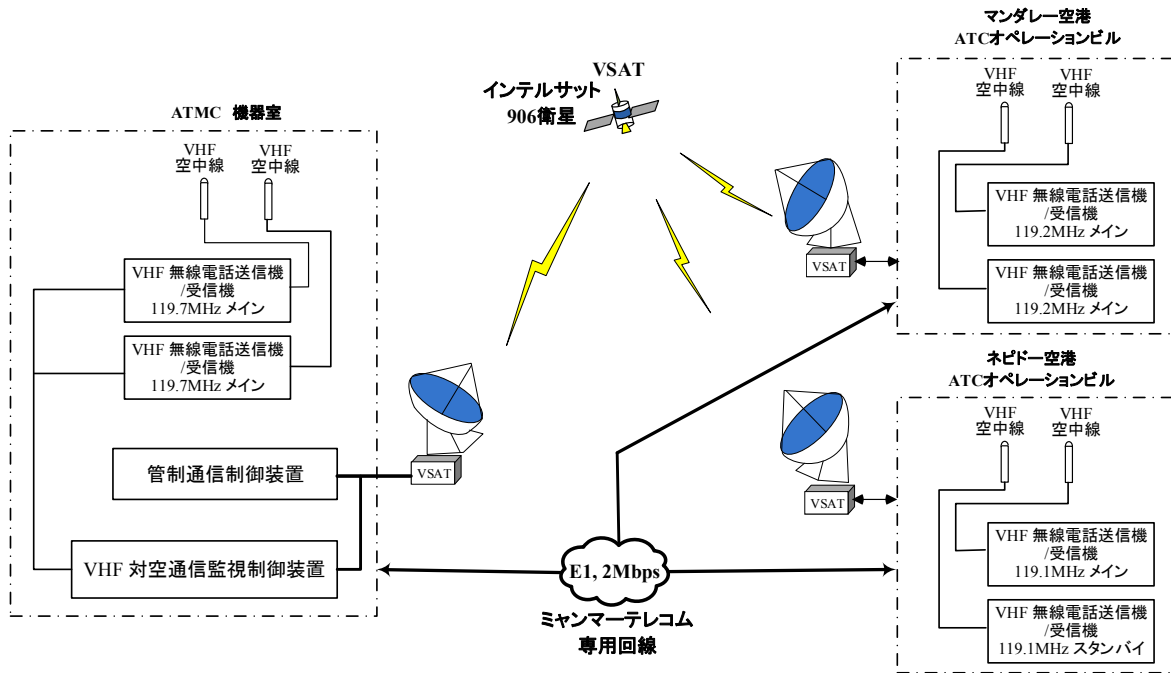 ATMC 機器室
VHF
空中線
VHF
空中線
VHF 無線電話送信機
/受信機
119.7MHz メイン
VHF 無線電話送信機
/受信機
119.7MHz メイン
管制通信制御装置
VHF 対空通信監視制御装置
VSAT
VSAT
インテルサット
906衛星
E1, 2Mbps
ミャンマーテレコム
専用回線
マンダレー空港
ATCオペレーションビル
VHF
空中線
VHF
空中線
VHF 無線電話送信機
/受信機
119.2MHz メイン
VHF 無線電話送信機
/受信機
119.2MHz メイン
VSAT
ネピドー空港
ATCオペレーションビル
VHF
空中線
VHF
空中線
VHF 無線電話送信機
/受信機
119.1MHz メイン
VHF 無線電話送信機
/受信機
119.1MHz スタンバイ
VSAT